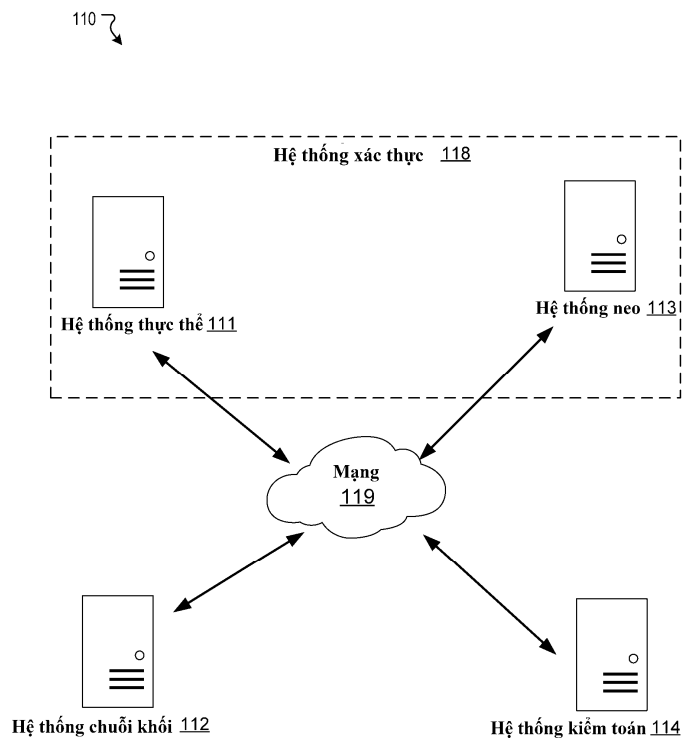 110
Hệ thống xác thực 118
Hệ thống thực thể 111
Hệ thống neo 113
Mạng
119
Hệ thống chuỗi khối 112
Hệ thống kiểm toán 114